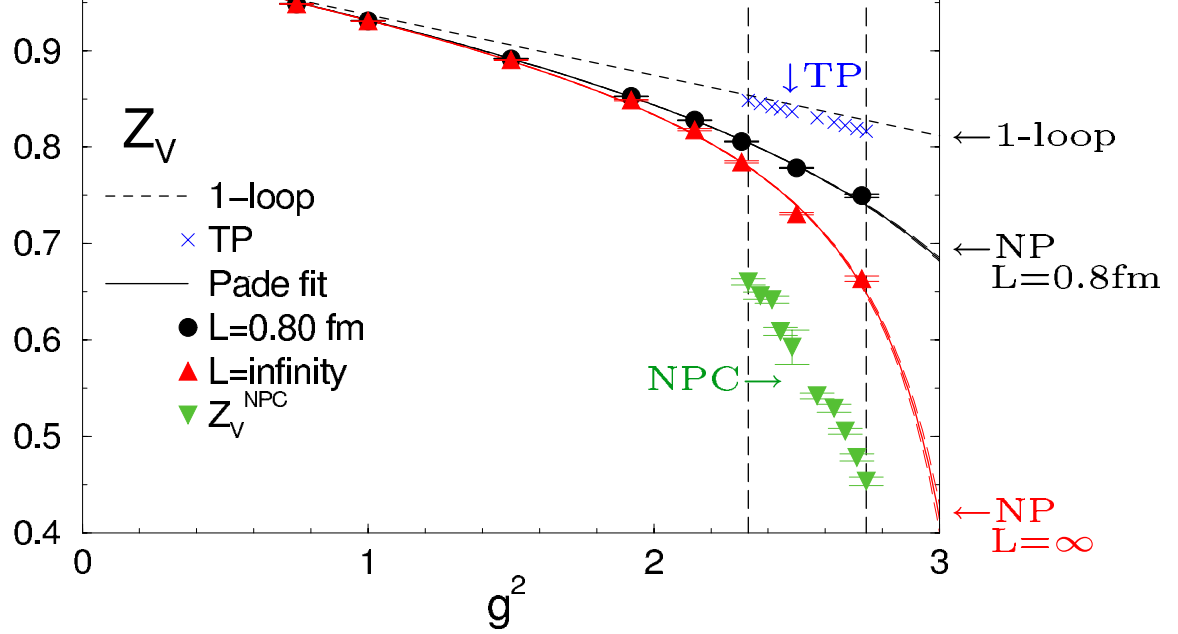 0.9
0.8
0.7
0.6
0.5
0.4
0
1
2
3
g²
Z_V
1−loop
TP
Pade fit
L=0.80 fm
L=infinity
Z_V^NPC
↓TP
NPC→
←1-loop
←NP
L=0.8fm
←NP
L=∞